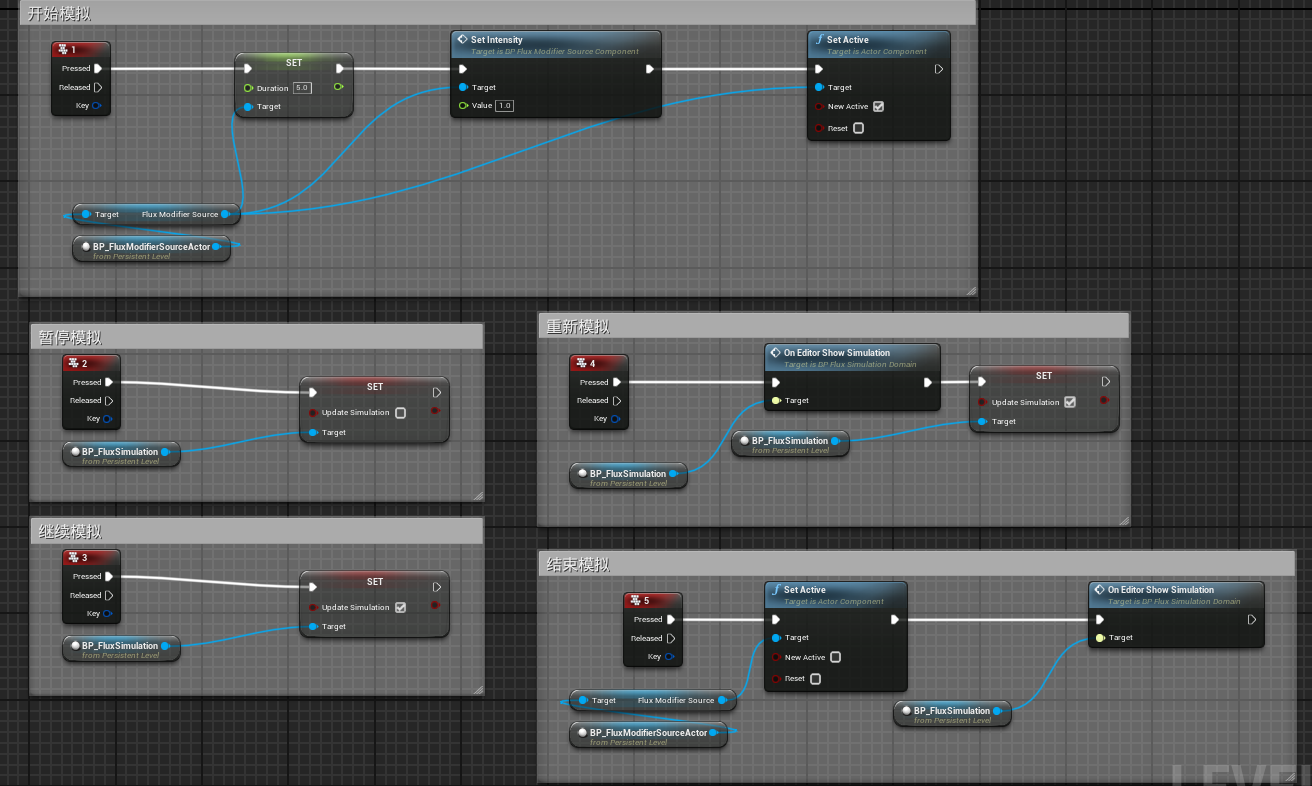 开始模拟
1
Pressed
Released
Key
SET
Duration 5.0
Target
Set Intensity
Target is BP Flux Modifier Source Component
Target
Value 1.0
Set Active
Target is Actor Component
Target
New Active
Reset
Target Flux Modifier Source
BP_FluxModifierSourceActor
from Persistent Level
暂停模拟
2
Pressed
Released
Key
SET
Update Simulation
Target
BP_FluxSimulation
from Persistent Level
重新模拟
4
Pressed
Released
Key
On Editor Show Simulation
Target is BP Flux Simulation Domain
Target
SET
Update Simulation
Target
BP_FluxSimulation
from Persistent Level
BP_FluxSimulation
from Persistent Level
继续模拟
3
Pressed
Released
Key
SET
Update Simulation
Target
BP_FluxSimulation
from Persistent Level
结束模拟
5
Pressed
Released
Key
Set Active
Target is Actor Component
Target
New Active
Reset
On Editor Show Simulation
Target is BP Flux Simulation Domain
Target
Target Flux Modifier Source
BP_FluxModifierSourceActor
from Persistent Level
BP_FluxSimulation
from Persistent Level